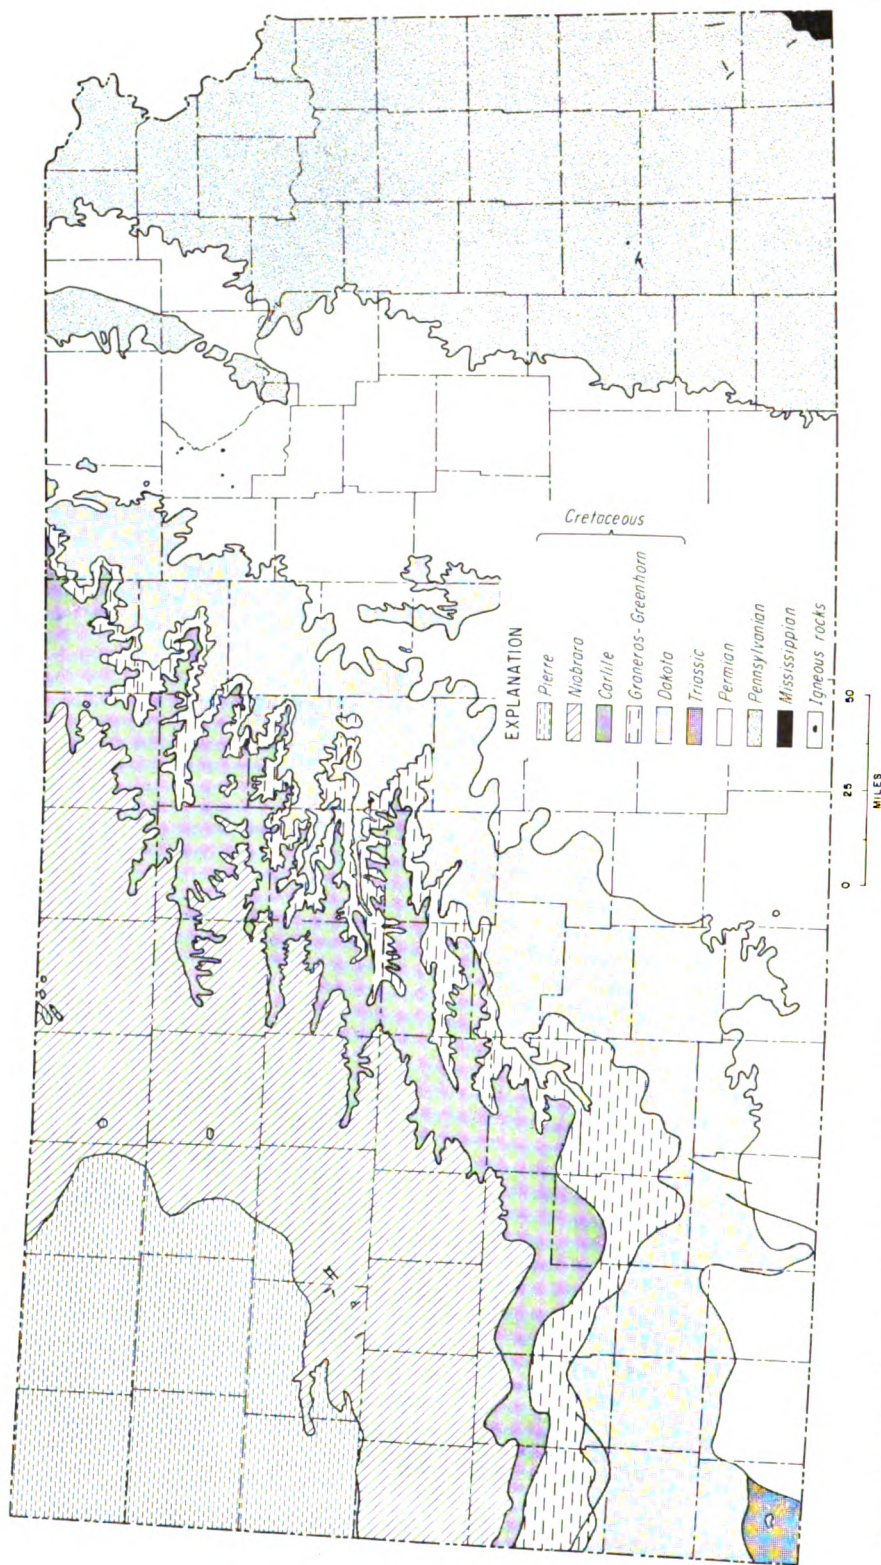 EXPLANATION
Pierre
Niobrara
Carlile
Graneros - Greenhorn
Dakota
Cretaceous
Triassic
Permian
Pennsylvanian
Mississippian
Igneous rocks
0 25 50
MILES